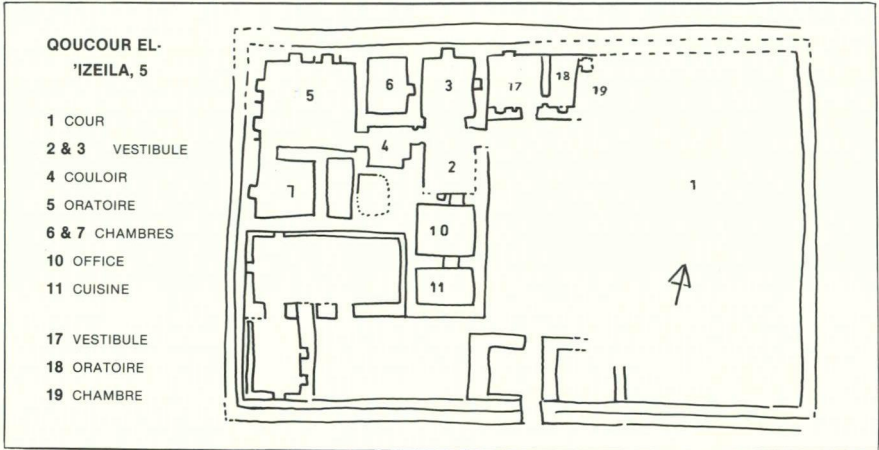 QOUCOUR EL-
'IZEILA, 5
1 COUR
2 & 3 VESTIBULE
4 COULOIR
5 ORATOIRE
6 & 7 CHAMBRES
10 OFFICE
11 CUISINE
17 VESTIBULE
18 ORATOIRE
19 CHAMBRE
5
6
3
17
18
19
4
2
1
7
10
11